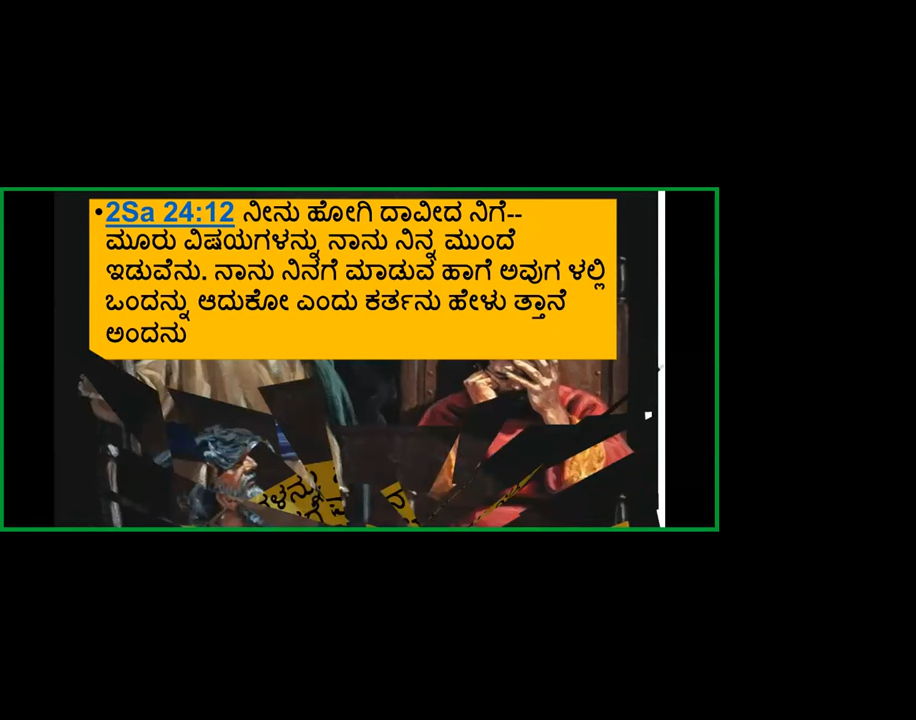 •2Sa 24:12 ನೀನು ಹೋಗಿ ದಾವೀದ ನಿಗೆ--
ಮೂರು ವಿಷಯಗಳನ್ನು ನಾನು ನಿನ್ನ ಮುಂದೆ
ಇಡುವೆನು. ನಾನು ನಿನಗೆ ಮಾಡುವ ಹಾಗೆ ಅವುಗ ಳಲ್ಲಿ
ಒಂದನ್ನು ಆದುಕೋ ಎಂದು ಕರ್ತನು ಹೇಳು ತ್ತಾನೆ
ಅಂದನು